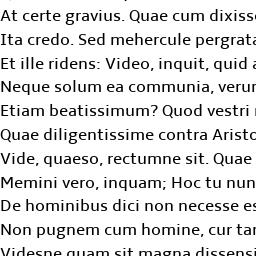 At certe gravius. Quae cum dixisse
Ita credo. Sed mehercule pergrata
Et ille ridens: Video, inquit, quid a
Neque solum ea communia, verum
Etiam beatissimum? Quod vestri
Quae diligentissime contra Aristo
Vide, quaeso, rectumne sit. Quae
Memini vero, inquam; Hoc tu nun
De hominibus dici non necesse es
Non pugnem cum homine, cur tan
Videsne quam sit magna dissensi